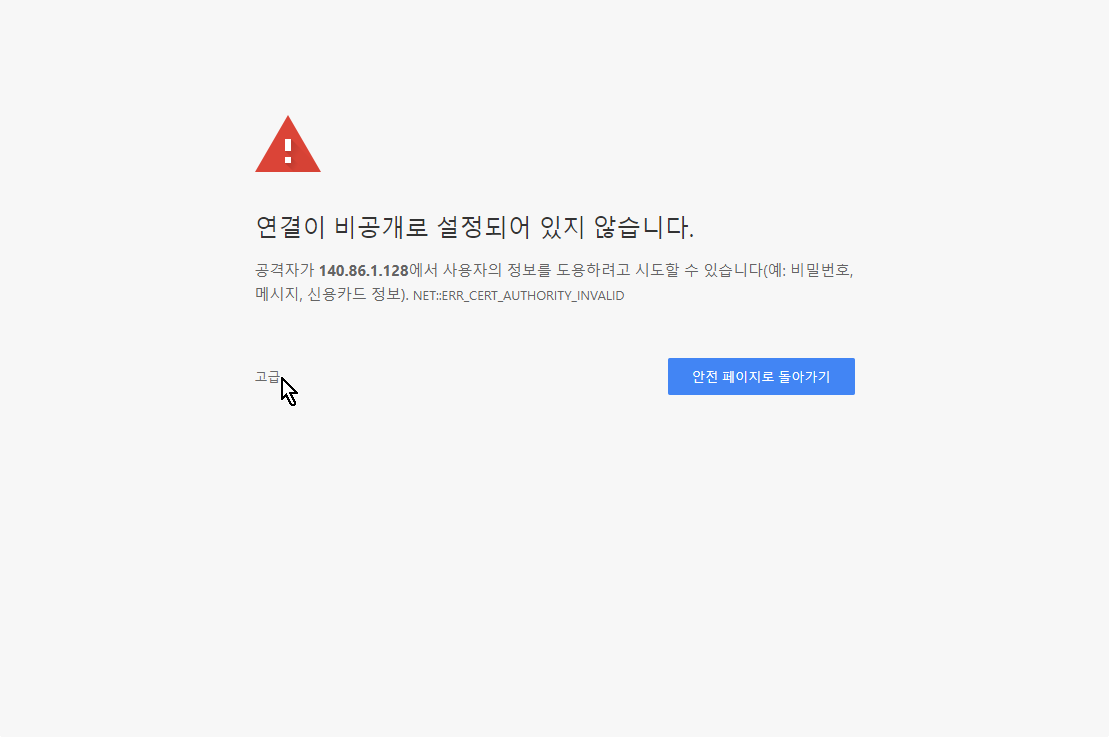 연결이 비공개로 설정되어 있지 않습니다.
공격자가 140.86.1.128에서 사용자의 정보를 도용하려고 시도할 수 있습니다(예: 비밀번호,
메시지, 신용카드 정보). NET::ERR_CERT_AUTHORITY_INVALID
고급
안전 페이지로 돌아가기